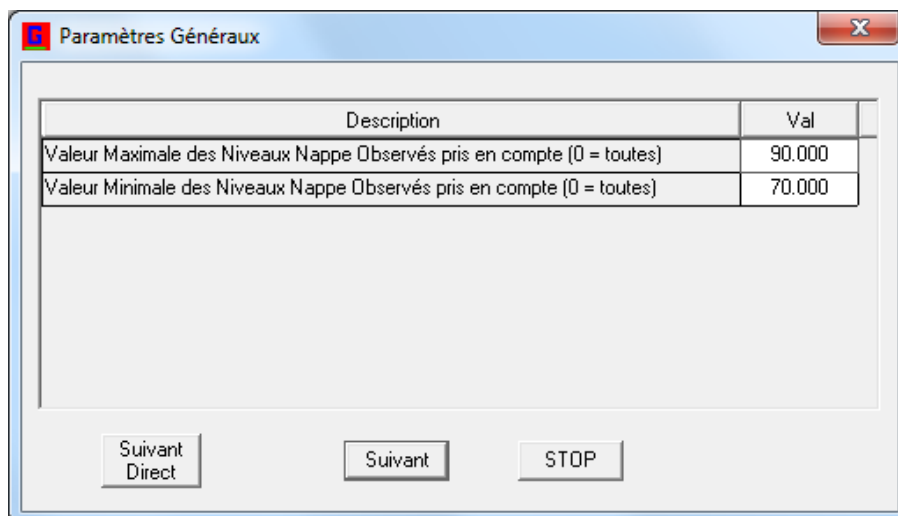 G Paramètres Généraux
Description Val
Valeur Maximale des Niveaux Nappe Observés pris en compte (0 = toutes) 90.000
Valeur Minimale des Niveaux Nappe Observés pris en compte (0 = toutes) 70.000
Suivant
Direct
Suivant
STOP